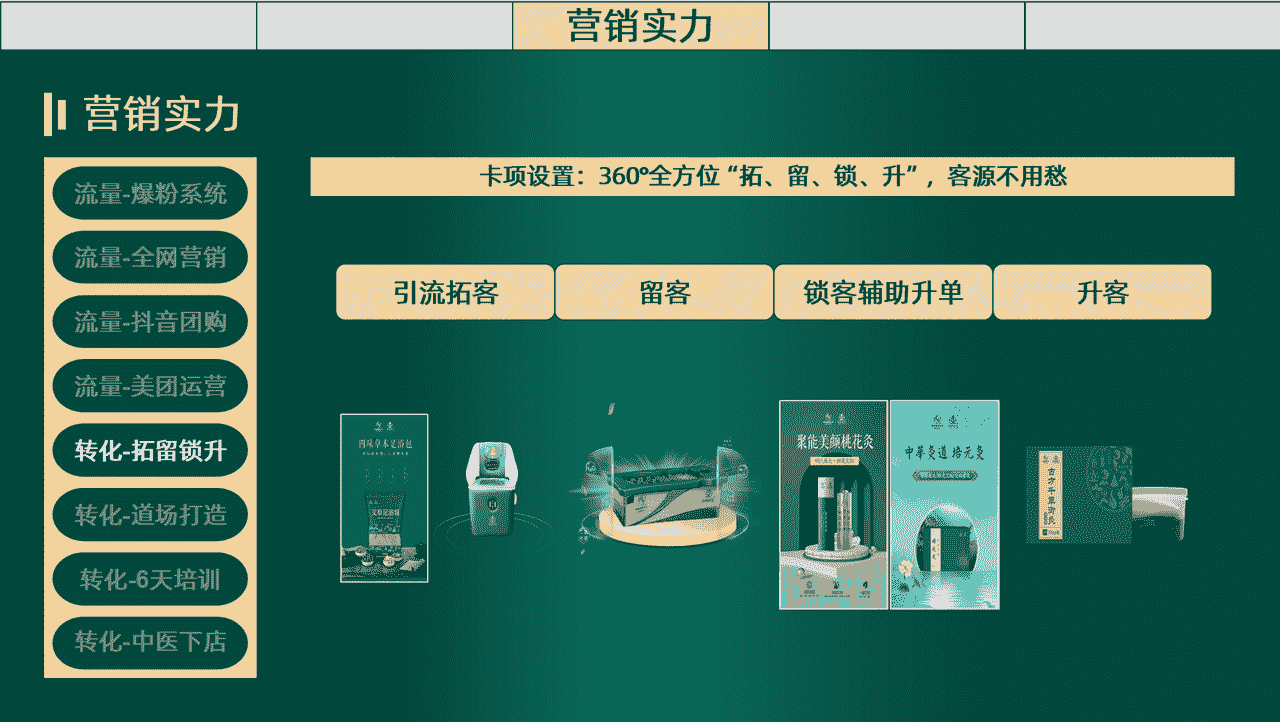 营销实力
营销实力
流量-爆粉系统
流量-全网营销
流量-抖音团购
流量-美团运营
转化-拓留锁升
转化-道场打造
转化-6天培训
转化-中医下店
卡项设置：360°全方位“拓、留、锁、升”，客源不用愁
引流拓客
留客
锁客辅助升单
升客
四味草本足浴包
艾草足浴包
聚能美颜桃花灸
中華灸道 培元灸